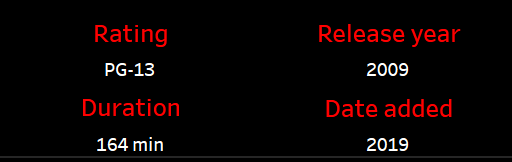 Rating Release year
PG-13 2009
Duration Date added
164 min 2019